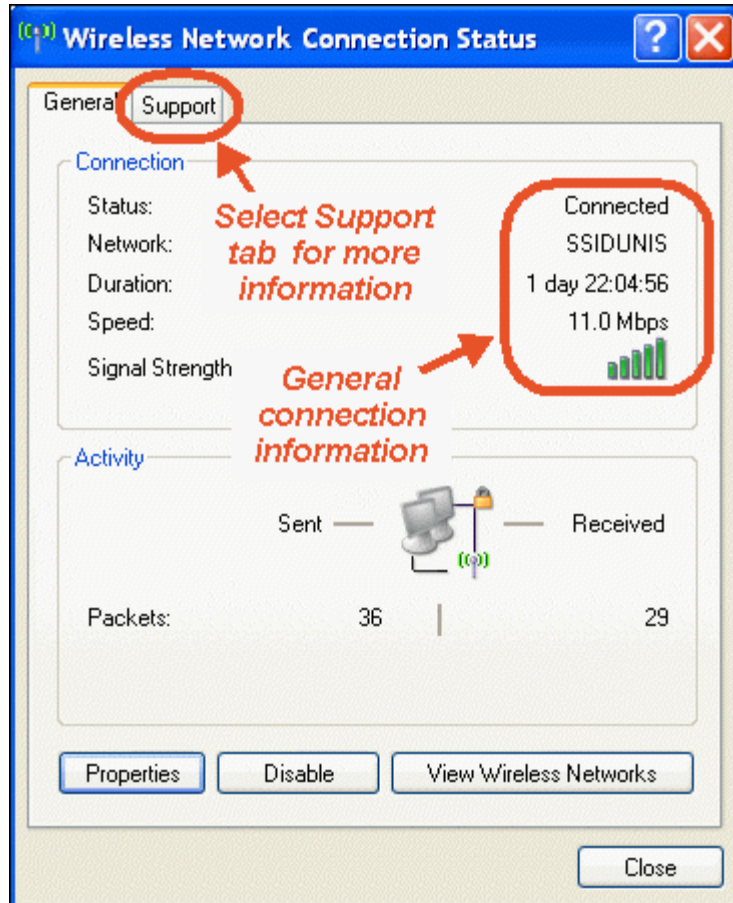 Wireless Network Connection Status
General Support
Connection
Status: Connected
Network: SSIDUNIS
Duration: 1 day 22:04:56
Speed: 11.0 Mbps
Signal Strength
Select Support
tab for more
information
General
connection
information
Activity
Sent Received
Packets: 36 29
Properties Disable View Wireless Networks
Close